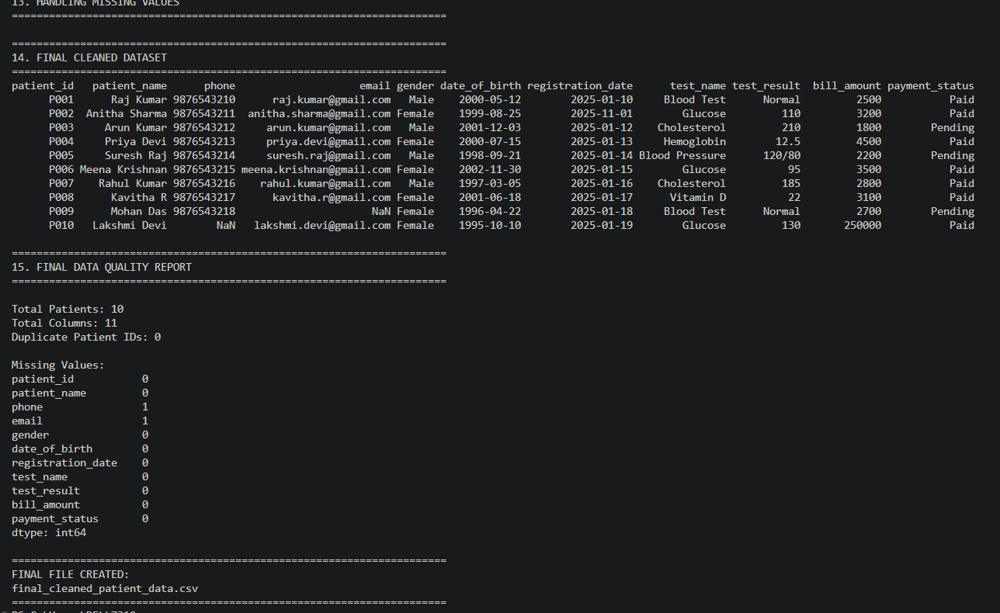 13. HANDLING MISSING VALUES
======================================================================
======================================================================
14. FINAL CLEANED DATASET
======================================================================
patient_id patient_name phone email gender date_of_birth registration_date test_name test_result bill_amount payment_status
P001 Raj Kumar 9876543210 raj.kumar@gmail.com Male 2000-05-12 2025-01-10 Blood Test Normal 2500 Paid
P002 Anitha Sharma 9876543211 anitha.sharma@gmail.com Female 1999-08-25 2025-11-01 Glucose 110 3200 Paid
P003 Arun Kumar 9876543212 arun.kumar@gmail.com Male 2001-12-03 2025-01-12 Cholesterol 210 1800 Pending
P004 Priya Devi 9876543213 priya.devi@gmail.com Female 2000-07-15 2025-01-13 Hemoglobin 12.5 4500 Paid
P005 Suresh Raj 9876543214 suresh.raj@gmail.com Male 1998-09-21 2025-01-14 Blood Pressure 120/80 2200 Pending
P006 Meena Krishnan 9876543215 meena.krishnan@gmail.com Female 2002-11-30 2025-01-15 Glucose 95 3500 Paid
P007 Rahul Kumar 9876543216 rahul.kumar@gmail.com Male 1997-03-05 2025-01-16 Cholesterol 185 2800 Paid
P008 Kavitha R 9876543217 kavitha.r@gmail.com Female 2001-06-18 2025-01-17 Vitamin D 22 3100 Paid
P009 Mohan Das 9876543218 NaN Female 1996-04-22 2025-01-18 Blood Test Normal 2700 Pending
P010 Lakshmi Devi NaN lakshmi.devi@gmail.com Female 1995-10-10 2025-01-19 Glucose 130 250000 Paid
======================================================================
15. FINAL DATA QUALITY REPORT
======================================================================
Total Patients: 10
Total Columns: 11
Duplicate Patient IDs: 0
Missing Values:
patient_id 0
patient_name 0
phone 1
email 1
gender 0
date_of_birth 0
registration_date 0
test_name 0
test_result 0
bill_amount 0
payment_status 0
dtype: int64
======================================================================
FINAL FILE CREATED:
final_cleaned_patient_data.csv
======================================================================